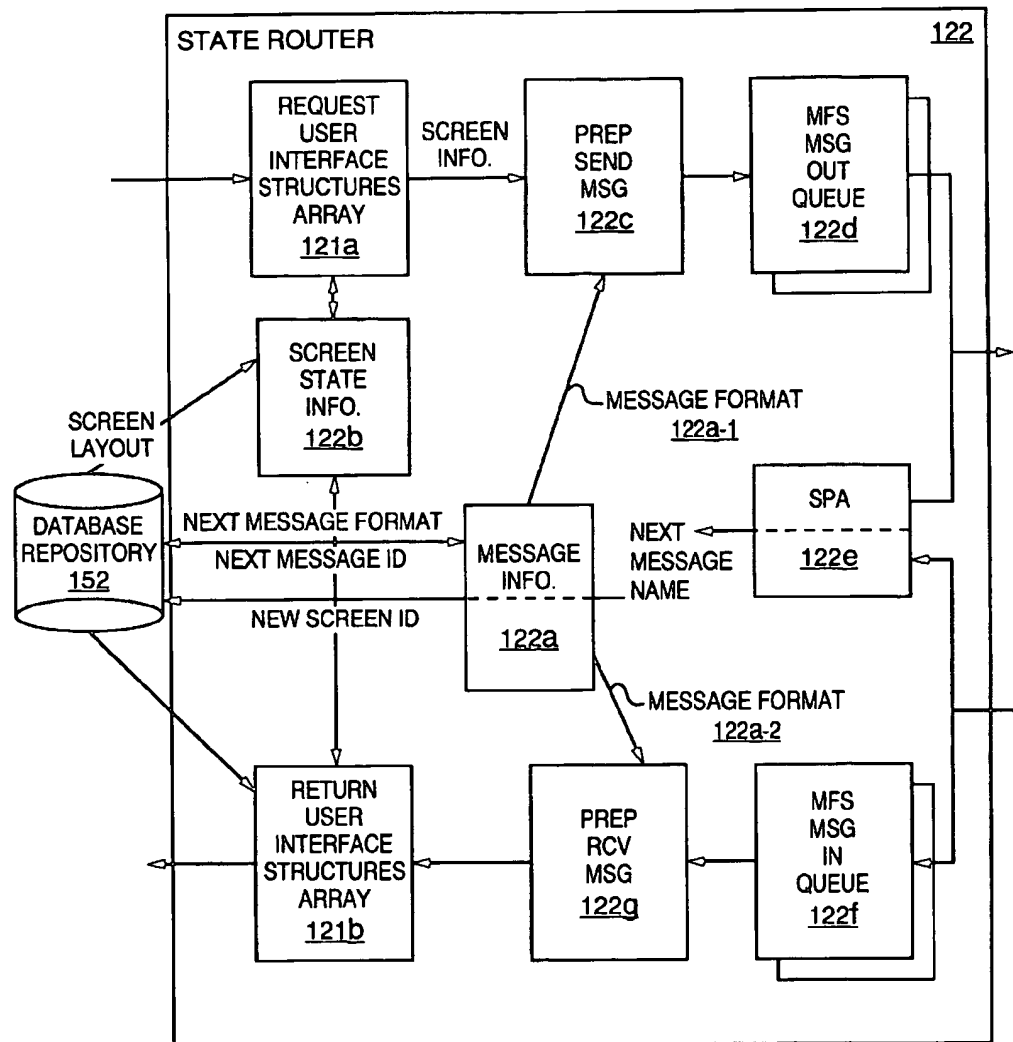 STATE ROUTER
122
REQUEST
USER
INTERFACE
STRUCTURES
ARRAY
121a
SCREEN
INFO.
PREP
SEND
MSG
122c
MFS
MSG
OUT
QUEUE
122d
SCREEN
STATE
INFO.
122b
SCREEN
LAYOUT
MESSAGE FORMAT
122a-1
DATABASE
REPOSITORY
152
NEXT MESSAGE FORMAT
NEXT MESSAGE ID
NEW SCREEN ID
MESSAGE
INFO.
122a
NEXT
MESSAGE
NAME
SPA
122e
MESSAGE FORMAT
122a-2
RETURN
USER
INTERFACE
STRUCTURES
ARRAY
121b
PREP
RCV
MSG
122g
MFS
MSG
IN
QUEUE
122f